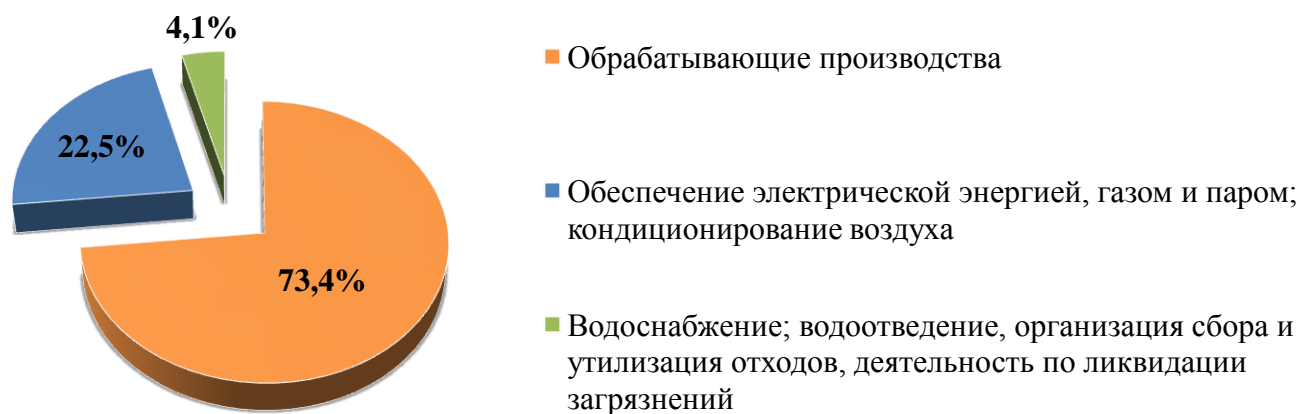 4,1%
22,5%
73,4%
Обрабатывающие производства
Обеспечение электрической энергией, газом и паром;
кондиционирование воздуха
Водоснабжение; водоотведение, организация сбора и
утилизация отходов, деятельность по ликвидации
загрязнений